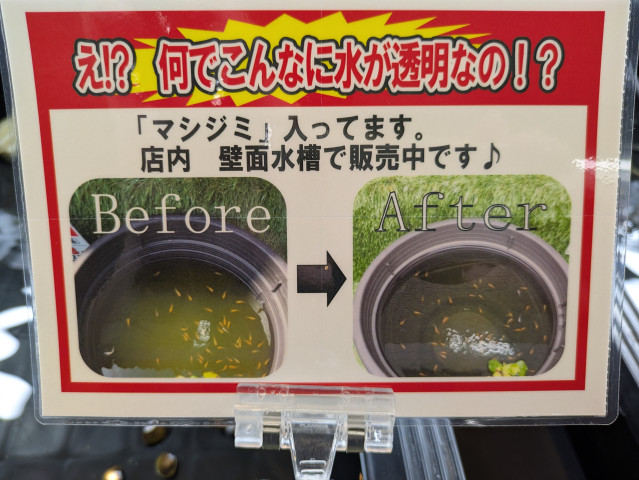 え!? 何でこんなに水が透明なの！？
「マシジミ」入ってます。
店内 壁面水槽で販売中です♪
Before
After